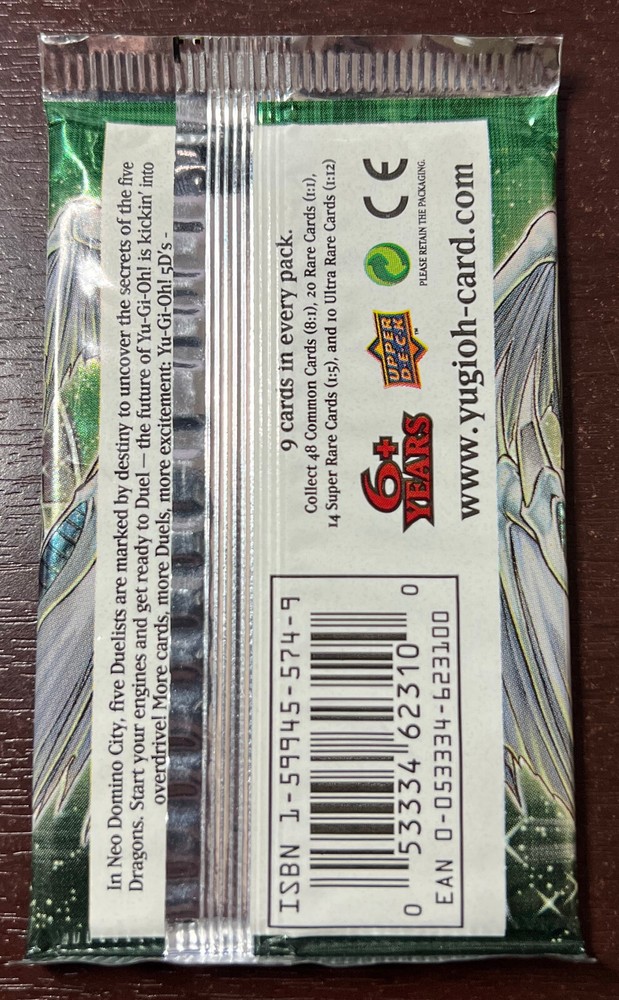 In Neo Domino City, five Duelists are marked by destiny to uncover the secrets of the five
Dragons. Start your engines and get ready to Duel — the future of Yu-Gi-Oh! is kickin' into
overdrive! More cards, more Duels, more excitement: Yu-Gi-Oh! 5D's -
9 cards in every pack.
Collect 48 Common Cards (8:1), 20 Rare Cards (1:1),
14 Super Rare Cards (1:5), and 10 Ultra Rare Cards (1:12)
6+
YEARS
UPPER
DECK
TM
CE
PLEASE RETAIN THE PACKAGING.
www.yugioh-card.com
ISBN 1-59945-574-9
0 53334 62310 0
EAN 0-053334-623100